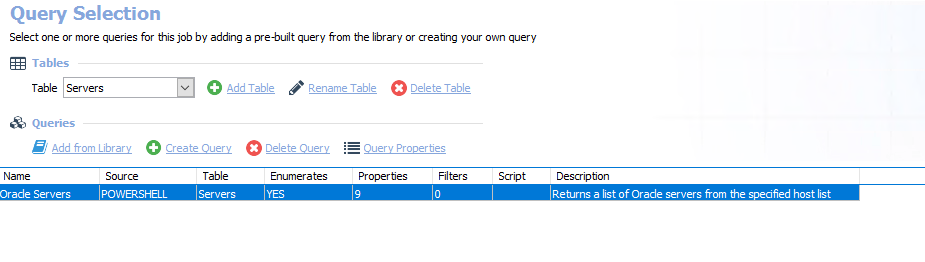 Query Selection
Select one or more queries for this job by adding a pre-built query from the library or creating your own query
Tables
Table Servers Add Table Rename Table Delete Table
Queries
Add from Library Create Query Delete Query Query Properties
Name Source Table Enumerates Properties Filters Script Description
Oracle Servers POWERSHELL Servers YES 9 0 Returns a list of Oracle servers from the specified host list